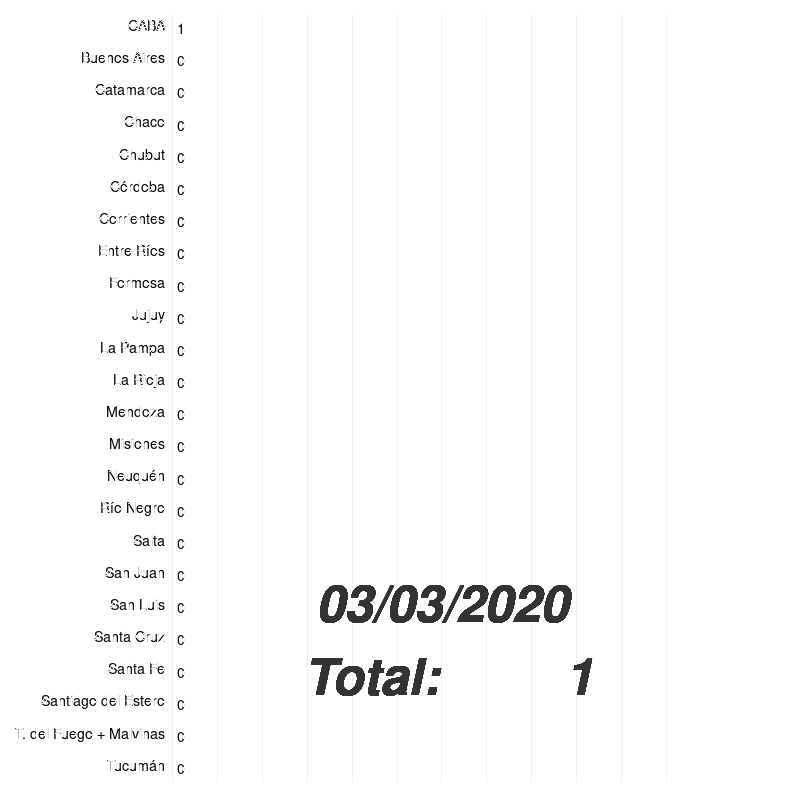 CABA 1
Buenos Aires 0
Catamarca 0
Chaco 0
Chubut 0
Córdoba 0
Corrientes 0
Entre Ríos 0
Formosa 0
Jujuy 0
La Pampa 0
La Rioja 0
Mendoza 0
Misiones 0
Neuquén 0
Río Negro 0
Salta 0
San Juan 0
San Luis 0
Santa Cruz 0
Santa Fe 0
Santiago del Estero 0
T. del Fuego + Malvinas 0
Tucumán 0
03/03/2020
Total: 1